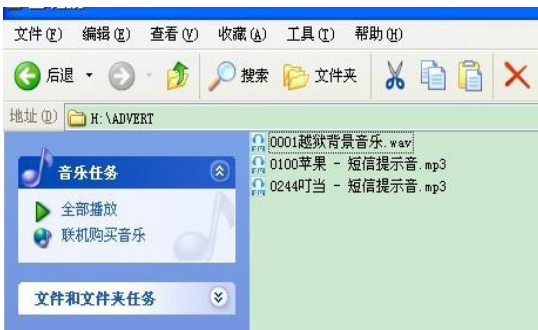 文件(F) 编辑(E) 查看(V) 收藏(A) 工具(T) 帮助(H)
后退 搜索 文件夹
地址(D) H:\ADVERT
0001越狱背景音乐.wav
0100苹果 - 短信提示音.mp3
0244叮当 - 短信提示音.mp3
音乐任务
全部播放
联机购买音乐
文件和文件夹任务